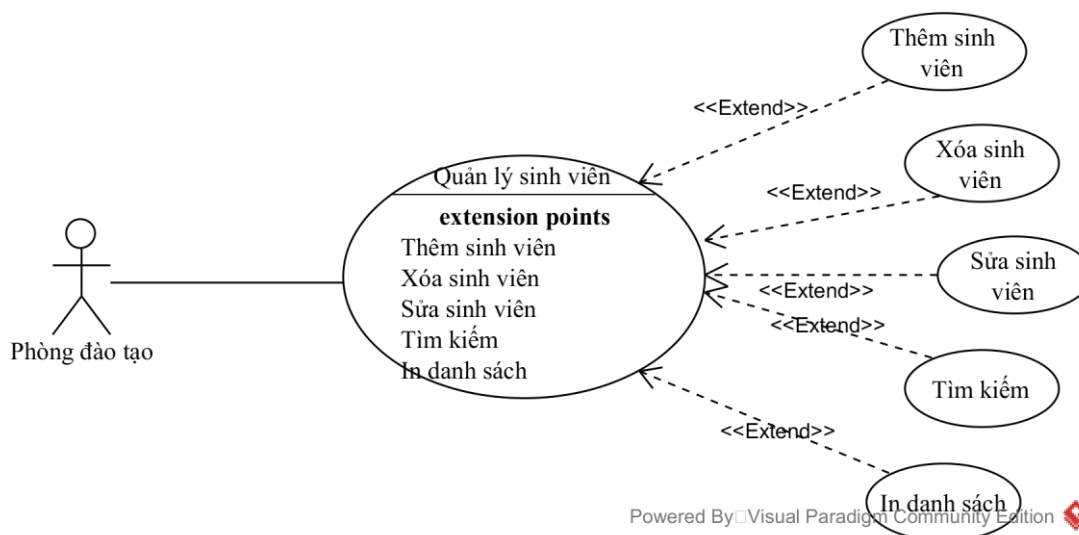 Thêm sinh
viên
<<Extend>>
Xóa sinh
viên
<<Extend>>
Quản lý sinh viên
extension points
Thêm sinh viên
Xóa sinh viên
Sửa sinh viên
Tìm kiếm
In danh sách
Phòng đào tạo
Sửa sinh
viên
<<Extend>>
<<Extend>>
Tìm kiếm
<<Extend>>
In danh sách
Powered By Visual Paradigm Community Edition